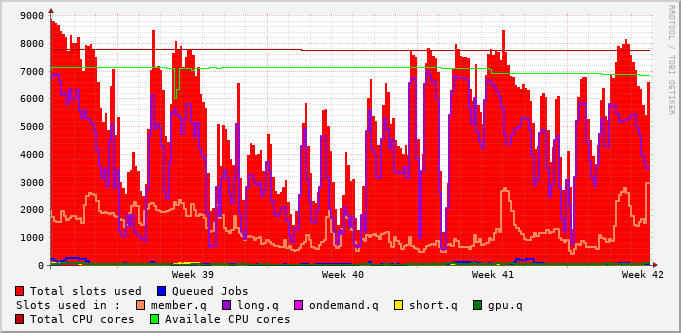 RRDTOOL / TOBI OETIKER
9000
8000
7000
6000
5000
4000
3000
2000
1000
0
Week 39 Week 40 Week 41 Week 42
Total slots used Queued Jobs
Slots used in : member.q long.q ondemand.q short.q gpu.q
Total CPU cores Availale CPU cores